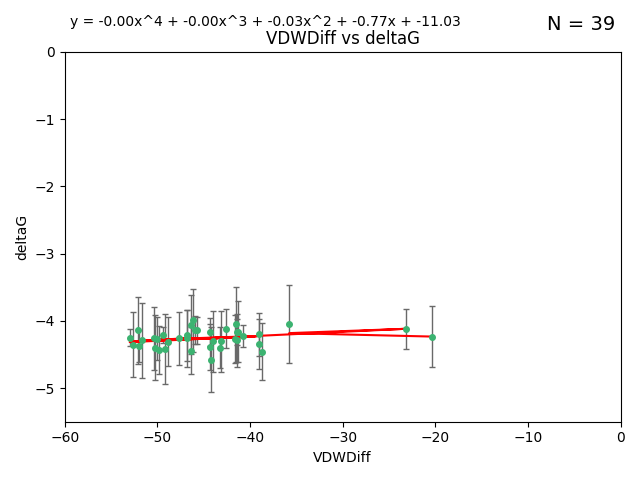 y = -0.00x^4 + -0.00x^3 + -0.03x^2 + -0.77x + -11.03
N = 39
VDWDiff vs deltaG
0
−1
−2
−3
−4
−5
deltaG
−60 −50 −40 −30 −20 −10 0
VDWDiff